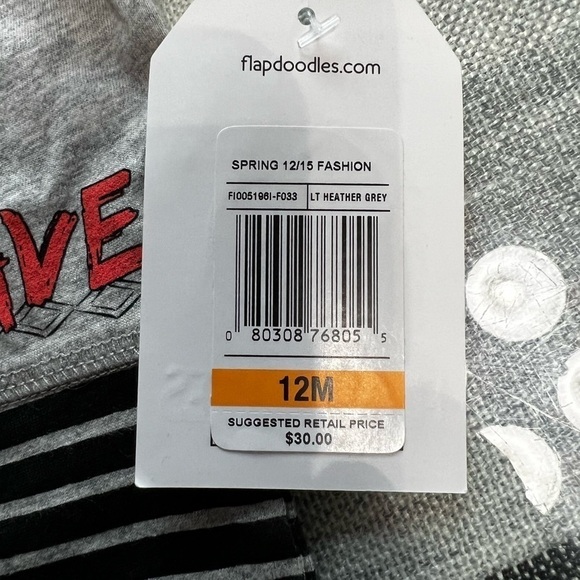 flapdoodles.com
SPRING 12/15 FASHION
FI005196I-F033 LT HEATHER GREY
0 80308 76805 5
12M
SUGGESTED RETAIL PRICE
$30.00